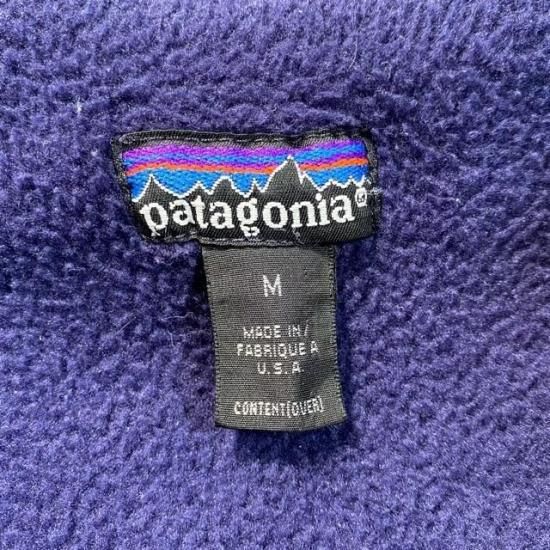 patagonia®
M
MADE IN/
FABRIQUE A
U.S.A.
CONTENT(OVER)